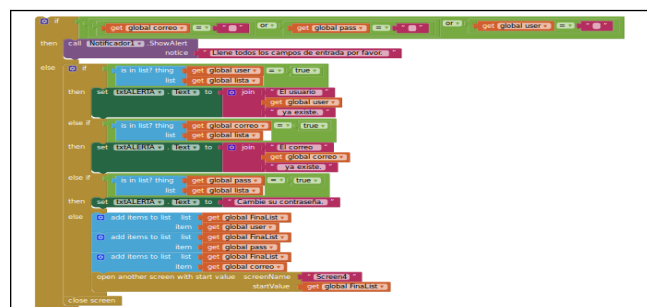 if get global correo = " " or get global pass = " " or get global user = " "
then call Notificador1 .ShowAlert
notice " Llene todos los campos de entrada por favor. "
else if is in list? thing get global user = true
list get global lista
then set txtALERTA . Text to join " El usuario "
get global user
" ya existe. "
else if is in list? thing get global correo = true
list get global lista
then set txtALERTA . Text to join " El correo "
get global correo
" ya existe. "
else if is in list? thing get global pass = true
list get global lista
then set txtALERTA . Text to " Cambie su contraseña. "
else add items to list list get global FinaList
item get global user
add items to list list get global FinaList
item get global pass
add items to list list get global FinaList
item get global correo
open another screen with start value screenName " Screen4 "
startValue get global FinaList
close screen